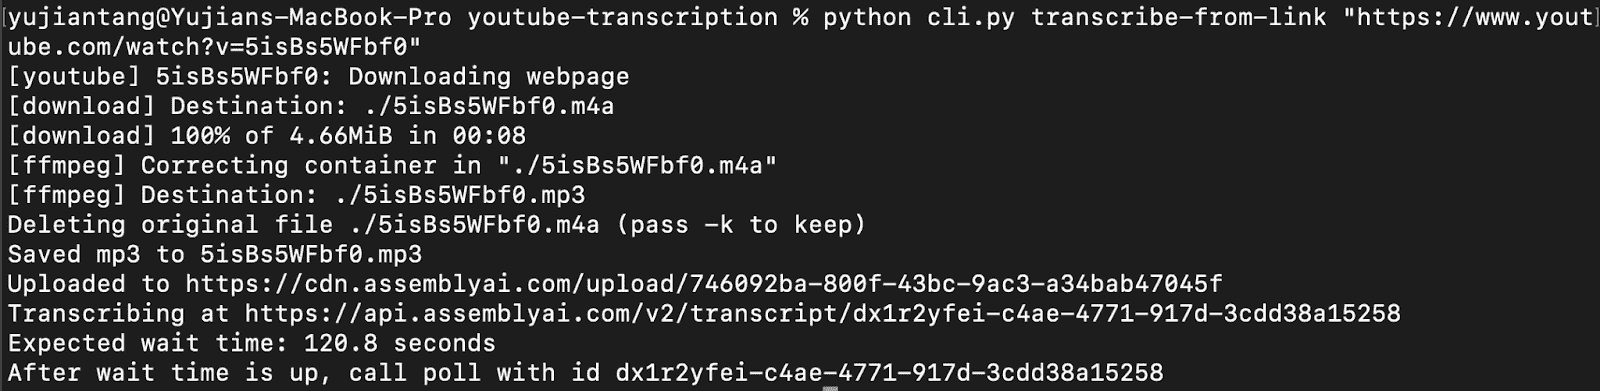 yujiantang@Yujians-MacBook-Pro youtube-transcription % python cli.py transcribe-from-link "https://www.yout
ube.com/watch?v=5isBs5WFbf0"
[youtube] 5isBs5WFbf0: Downloading webpage
[download] Destination: ./5isBs5WFbf0.m4a
[download] 100% of 4.66MiB in 00:08
[ffmpeg] Correcting container in "./5isBs5WFbf0.m4a"
[ffmpeg] Destination: ./5isBs5WFbf0.mp3
Deleting original file ./5isBs5WFbf0.m4a (pass -k to keep)
Saved mp3 to 5isBs5WFbf0.mp3
Uploaded to https://cdn.assemblyai.com/upload/746092ba-800f-43bc-9ac3-a34bab47045f
Transcribing at https://api.assemblyai.com/v2/transcript/dx1r2yfei-c4ae-4771-917d-3cdd38a15258
Expected wait time: 120.8 seconds
After wait time is up, call poll with id dx1r2yfei-c4ae-4771-917d-3cdd38a15258